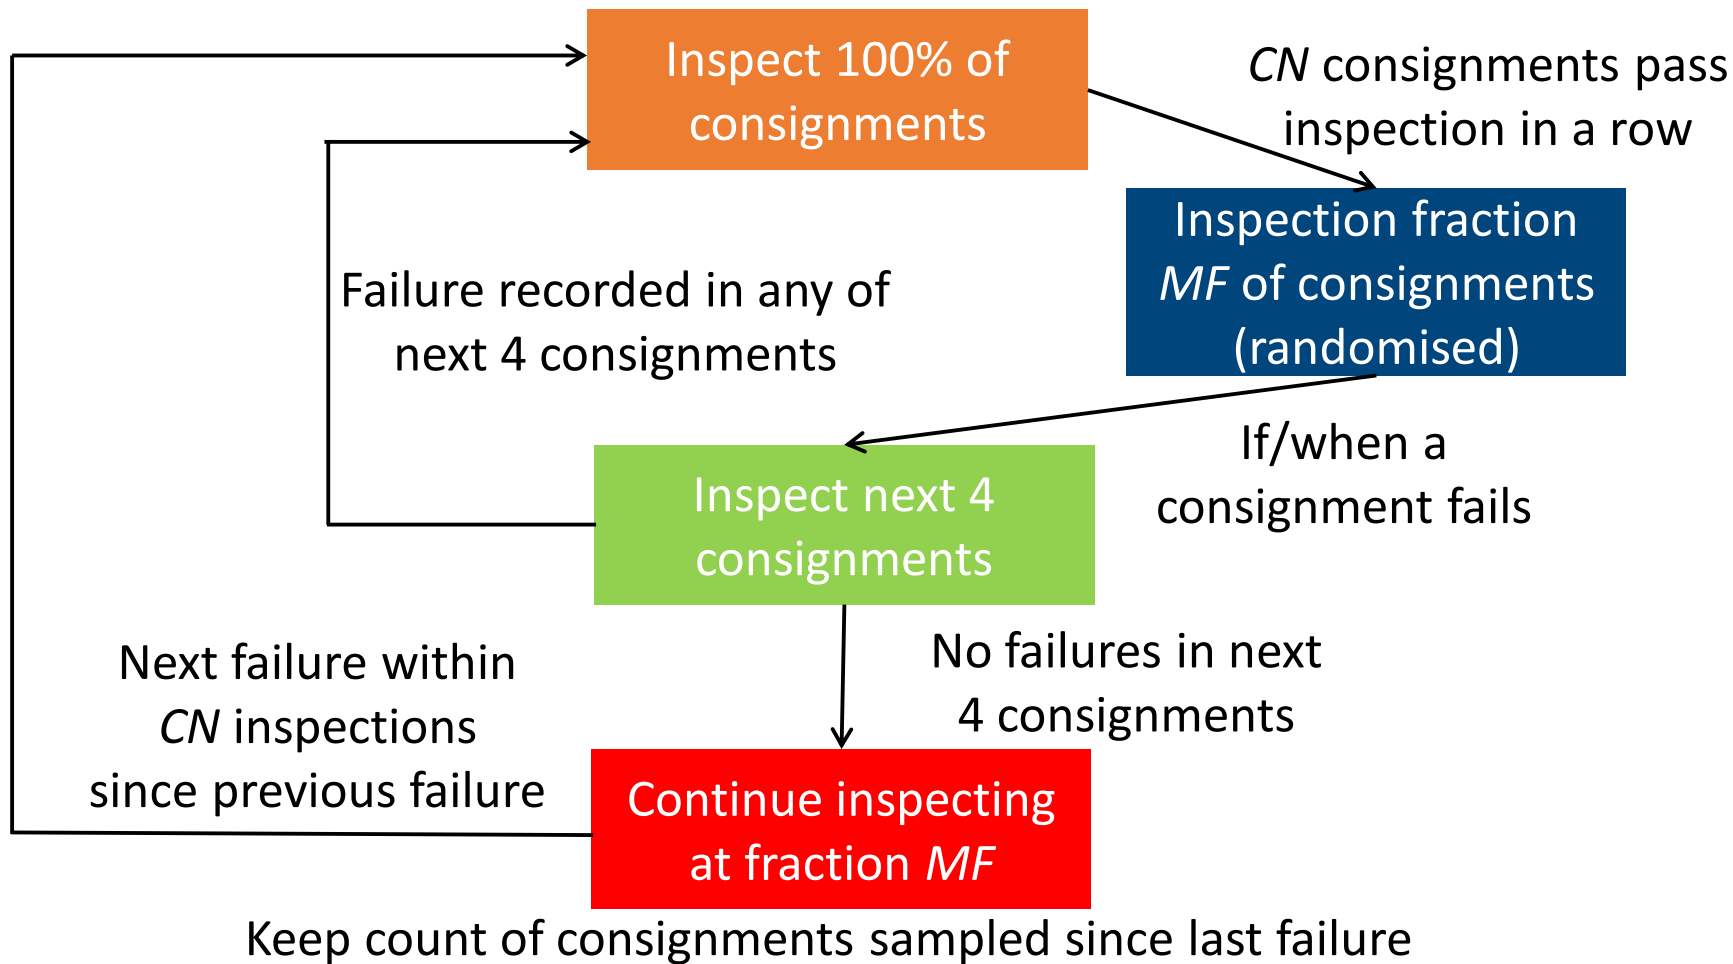 Inspect 100% of
consignments
CN consignments pass
inspection in a row
Inspection fraction
MF of consignments
(randomised)
Failure recorded in any of
next 4 consignments
If/when a
consignment fails
Inspect next 4
consignments
No failures in next
4 consignments
Next failure within
CN inspections
since previous failure
Continue inspecting
at fraction MF
Keep count of consignments sampled since last failure